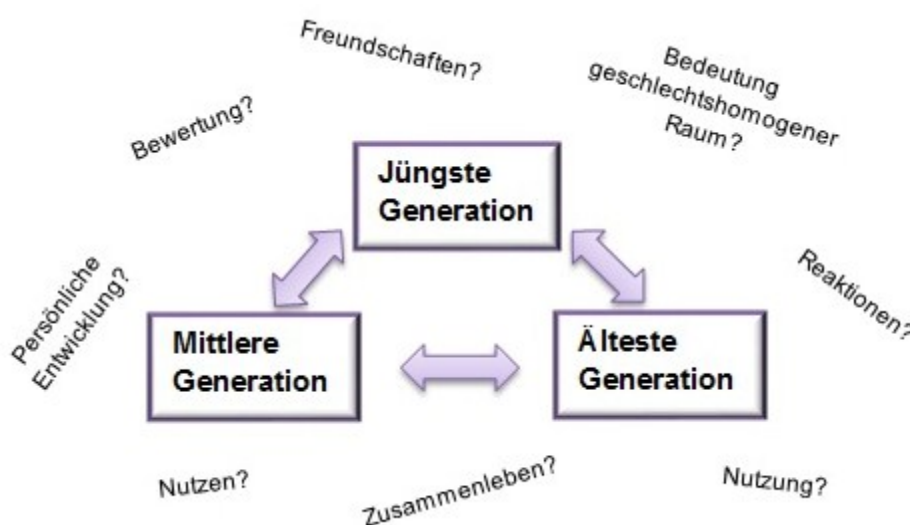 Freundschaften?
Bedeutung
geschlechtshomogener
Raum?
Bewertung?
Jüngste
Generation
Persönliche
Entwicklung?
Reaktionen?
Mittlere
Generation
Älteste
Generation
Nutzen?
Zusammenleben?
Nutzung?